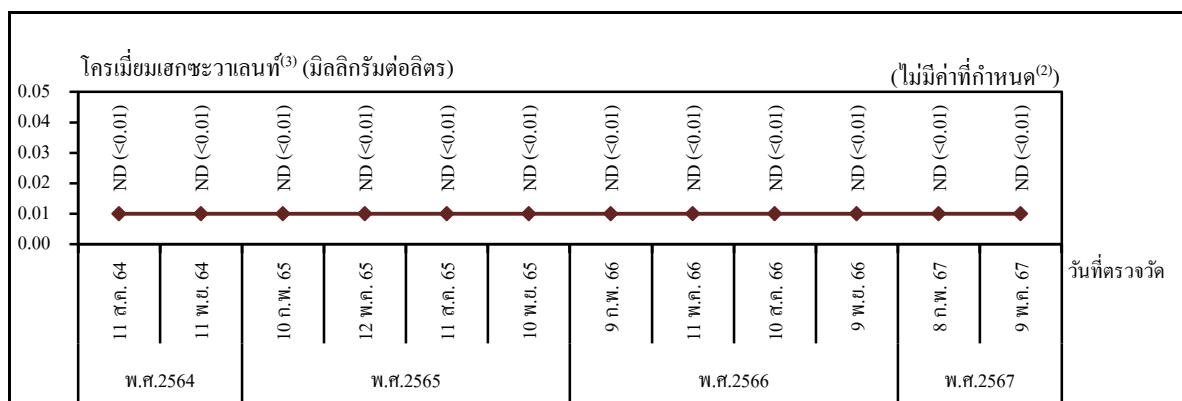 โครเมี่ยมเฮกซะวาเลนท์(3) (มิลลิกรัมต่อลิตร)
(ไม่มีค่าที่กำหนด(2))
0.05
0.04
0.03
0.02
0.01
0.00
ND (<0.01)
ND (<0.01)
ND (<0.01)
ND (<0.01)
ND (<0.01)
ND (<0.01)
ND (<0.01)
ND (<0.01)
ND (<0.01)
ND (<0.01)
ND (<0.01)
ND (<0.01)
11 ส.ค. 64
11 พ.ย. 64
10 ก.พ. 65
12 พ.ค. 65
11 ส.ค. 65
10 พ.ย. 65
9 ก.พ. 66
11 พ.ค. 66
10 ส.ค. 66
9 พ.ย. 66
8 ก.พ. 67
9 พ.ค. 67
วันที่ตรวจวัด
พ.ศ.2564
พ.ศ.2565
พ.ศ.2566
พ.ศ.2567